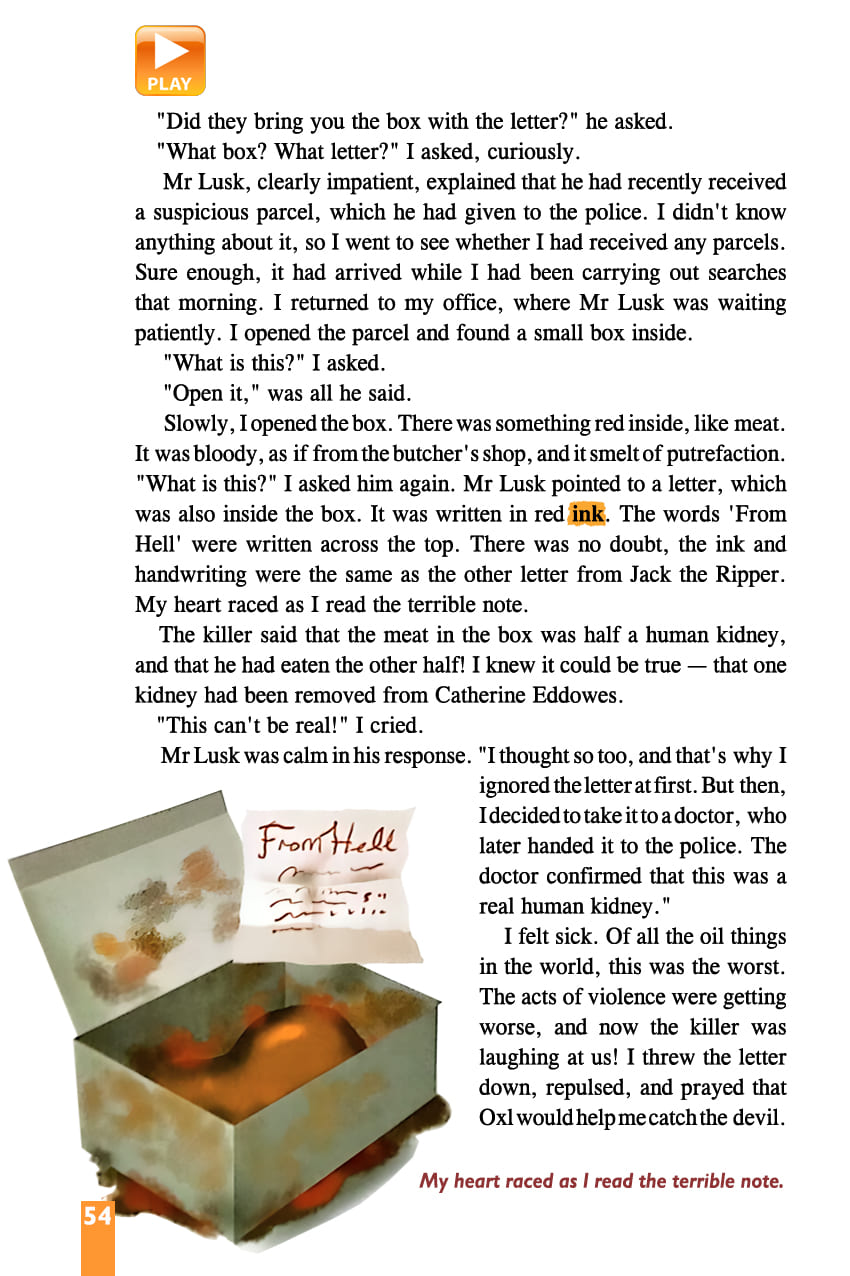 PLAY
"Did they bring you the box with the letter?" he asked.
"What box? What letter?" I asked, curiously.
Mr Lusk, clearly impatient, explained that he had recently received
a suspicious parcel, which he had given to the police. I didn't know
anything about it, so I went to see whether I had received any parcels.
Sure enough, it had arrived while I had been carrying out searches
that morning. I returned to my office, where Mr Lusk was waiting
patiently. I opened the parcel and found a small box inside.
"What is this?" I asked.
"Open it," was all he said.
Slowly, I opened the box. There was something red inside, like meat.
It was bloody, as if from the butcher's shop, and it smelt of putrefaction.
"What is this?" I asked him again. Mr Lusk pointed to a letter, which
was also inside the box. It was written in red ink. The words 'From
Hell' were written across the top. There was no doubt, the ink and
handwriting were the same as the other letter from Jack the Ripper.
My heart raced as I read the terrible note.
The killer said that the meat in the box was half a human kidney,
and that he had eaten the other half! I knew it could be true — that one
kidney had been removed from Catherine Eddowes.
"This can't be real!" I cried.
Mr Lusk was calm in his response. "I thought so too, and that's why I
ignored the letter at first. But then,
I decided to take it to a doctor, who
later handed it to the police. The
doctor confirmed that this was a
real human kidney."
I felt sick. Of all the oil things
in the world, this was the worst.
The acts of violence were getting
worse, and now the killer was
laughing at us! I threw the letter
down, repulsed, and prayed that
Oxl would help me catch the devil.
From Hell
My heart raced as I read the terrible note.
54